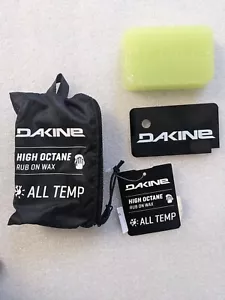 DAKINE
HIGH OCTANE
RUB ON WAX
ALL TEMP
DAKINE
DAKINE
HIGH OCTANE
RUB ON WAX
ALL TEMP